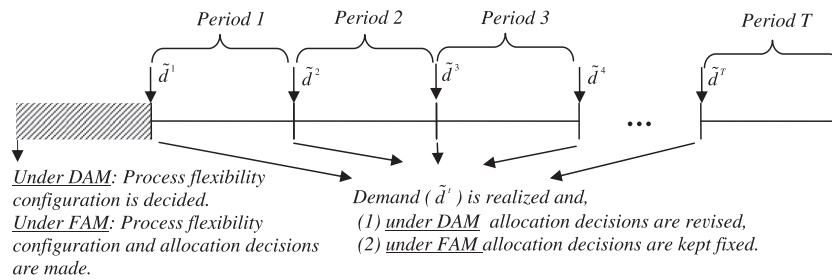 Period 1
Period 2
Period 3
Period T
d̃¹
d̃²
d̃³
d̃⁴
d̃ᵀ
...
Under DAM: Process flexibility
configuration is decided.
Under FAM: Process flexibility
configuration and allocation decisions
are made.
Demand ( d̃ᵗ ) is realized and,
(1) under DAM allocation decisions are revised,
(2) under FAM allocation decisions are kept fixed.